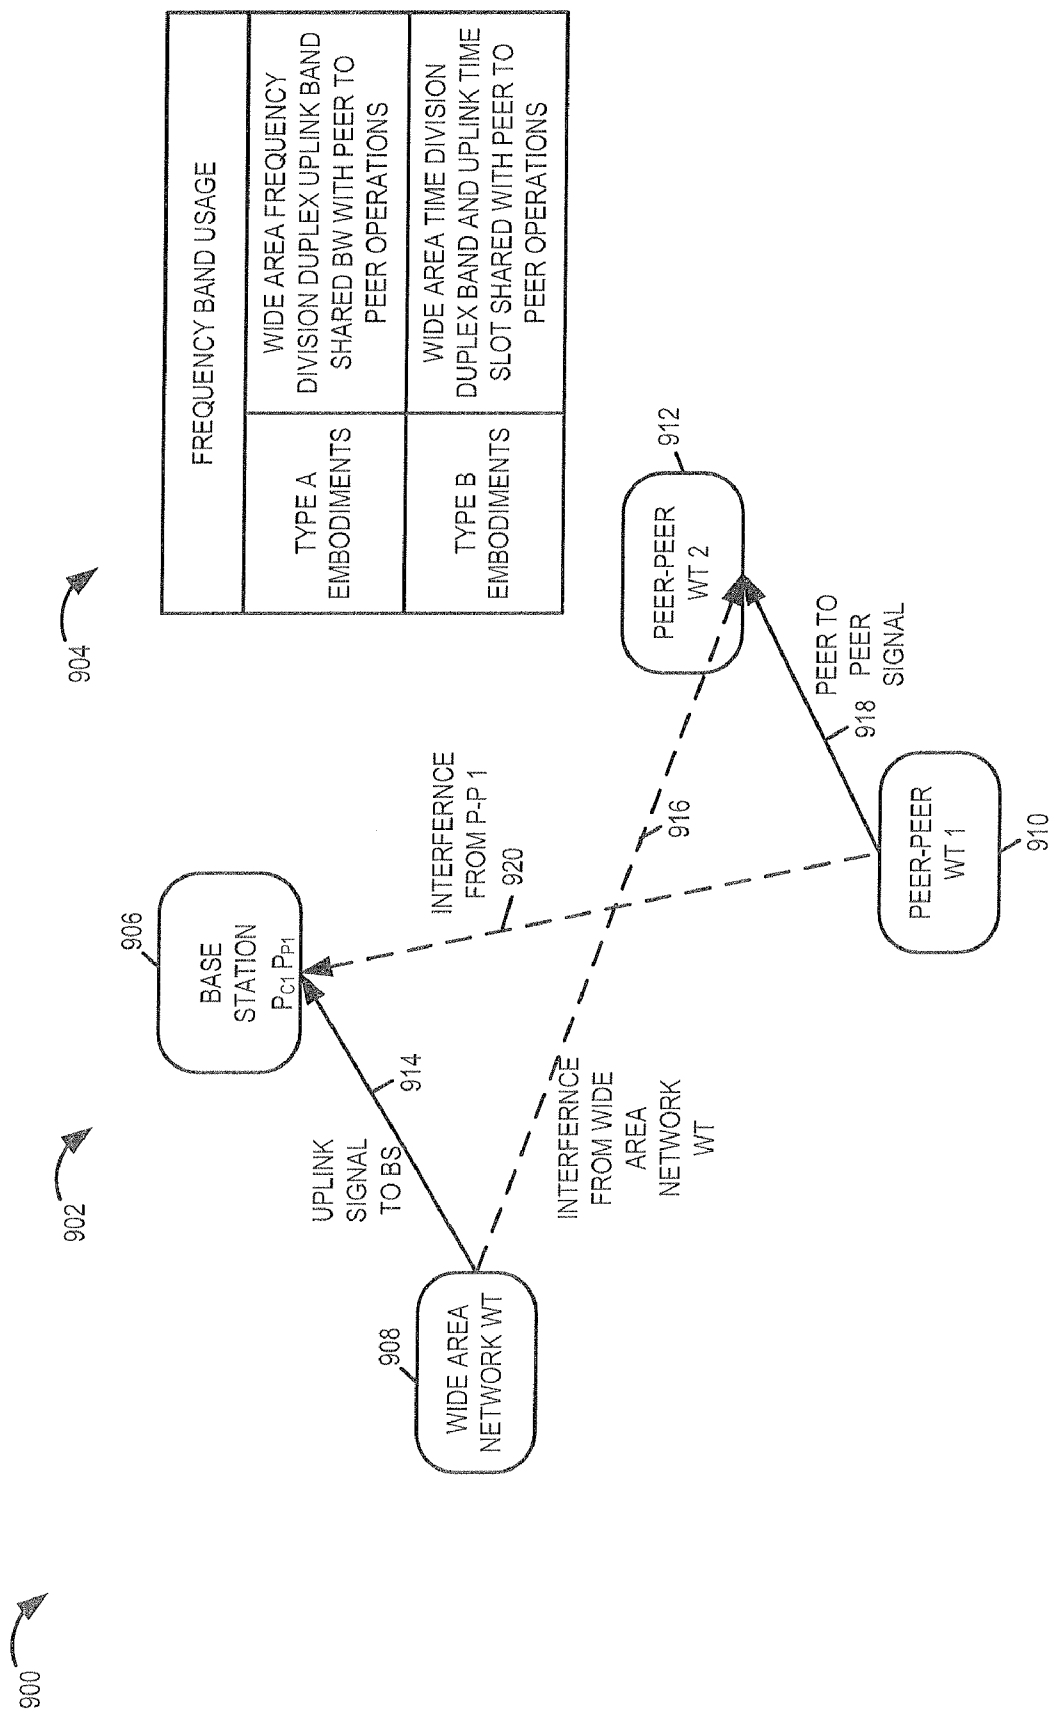 900
902
904
906
BASE
STATION
PC1 PP1
908
WIDE AREA
NETWORK WT
UPLINK
SIGNAL
TO BS
914
INTERFERNCE
FROM P-P 1
920
INTERFERNCE
FROM WIDE
AREA
NETWORK
WT
916
PEER-PEER
WT 1
910
PEER-PEER
WT 2
912
PEER TO
PEER
SIGNAL
918
FREQUENCY BAND USAGE
TYPE A
EMBODIMENTS
WIDE AREA FREQUENCY
DIVISION DUPLEX UPLINK BAND
SHARED BW WITH PEER TO
PEER OPERATIONS
TYPE B
EMBODIMENTS
WIDE AREA TIME DIVISION
DUPLEX BAND AND UPLINK TIME
SLOT SHARED WITH PEER TO
PEER OPERATIONS